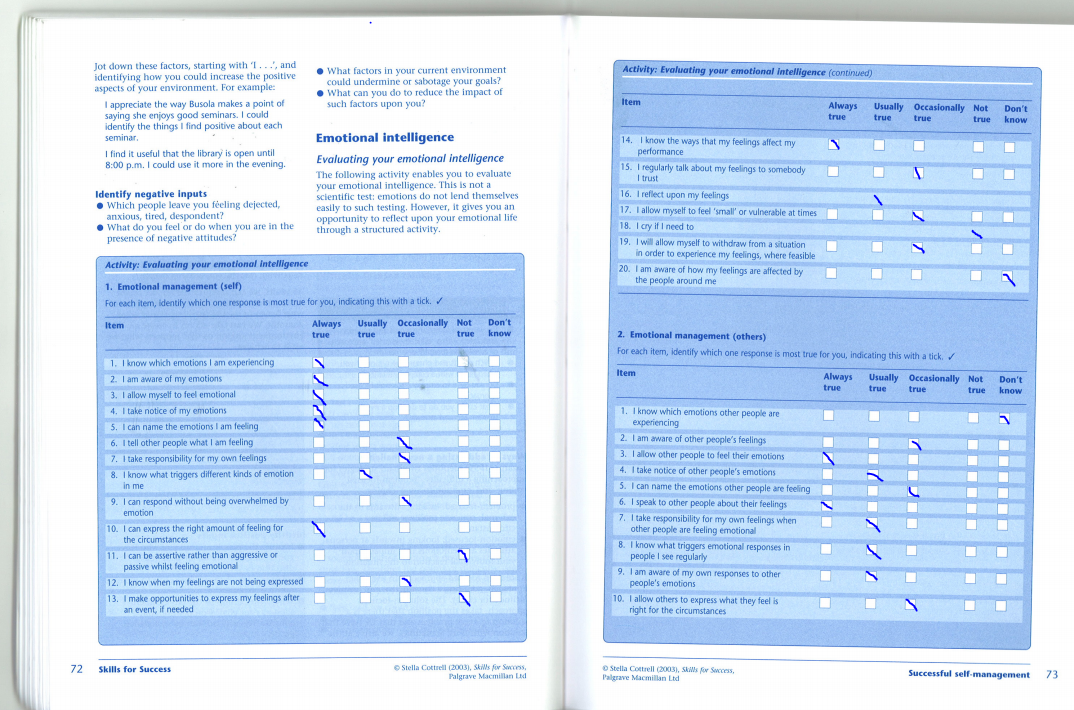 Jot down these factors, starting with 'I . . .', and
identifying how you could increase the positive
aspects of your environment. For example:
I appreciate the way Busola makes a point of
saying she enjoys good seminars. I could
identify the things I find positive about each
seminar.
I find it useful that the library is open until
8:00 p.m. I could use it more in the evening.
Identify negative inputs
● Which people leave you feeling dejected,
anxious, tired, despondent?
● What do you feel or do when you are in the
presence of negative attitudes?
● What factors in your current environment
could undermine or sabotage your goals?
● What can you do to reduce the impact of
such factors upon you?
Emotional intelligence
Evaluating your emotional intelligence
The following activity enables you to evaluate
your emotional intelligence. This is not a
scientific test: emotions do not lend themselves
easily to such testing. However, it gives you an
opportunity to reflect upon your emotional life
through a structured activity.
Activity: Evaluating your emotional intelligence
1. Emotional management (self)
For each item, identify which one response is most true for you, indicating this with a tick. ✓
Item Always true Usually true Occasionally true Not true Don't know
1. I know which emotions I am experiencing
2. I am aware of my emotions
3. I allow myself to feel emotional
4. I take notice of my emotions
5. I can name the emotions I am feeling
6. I tell other people what I am feeling
7. I take responsibility for my own feelings
8. I know what triggers different kinds of emotion
in me
9. I can respond without being overwhelmed by
emotion
10. I can express the right amount of feeling for
the circumstances
11. I can be assertive rather than aggressive or
passive whilst feeling emotional
12. I know when my feelings are not being expressed
13. I make opportunities to express my feelings after
an event, if needed
72 Skills for Success
© Stella Cottrell (2003), Skills for Success,
Palgrave Macmillan Ltd
Activity: Evaluating your emotional intelligence (continued)
Item Always true Usually true Occasionally true Not true Don't know
14. I know the ways that my feelings affect my
performance
15. I regularly talk about my feelings to somebody
I trust
16. I reflect upon my feelings
17. I allow myself to feel 'small' or vulnerable at times
18. I cry if I need to
19. I will allow myself to withdraw from a situation
in order to experience my feelings, where feasible
20. I am aware of how my feelings are affected by
the people around me
2. Emotional management (others)
For each item, identify which one response is most true for you, indicating this with a tick. ✓
Item Always true Usually true Occasionally true Not true Don't know
1. I know which emotions other people are
experiencing
2. I am aware of other people's feelings
3. I allow other people to feel their emotions
4. I take notice of other people's emotions
5. I can name the emotions other people are feeling
6. I speak to other people about their feelings
7. I take responsibility for my own feelings when
other people are feeling emotional
8. I know what triggers emotional responses in
people I see regularly
9. I am aware of my own responses to other
people's emotions
10. I allow others to express what they feel is
right for the circumstances
© Stella Cottrell (2003), Skills for Success,
Palgrave Macmillan Ltd
Successful self-management 73